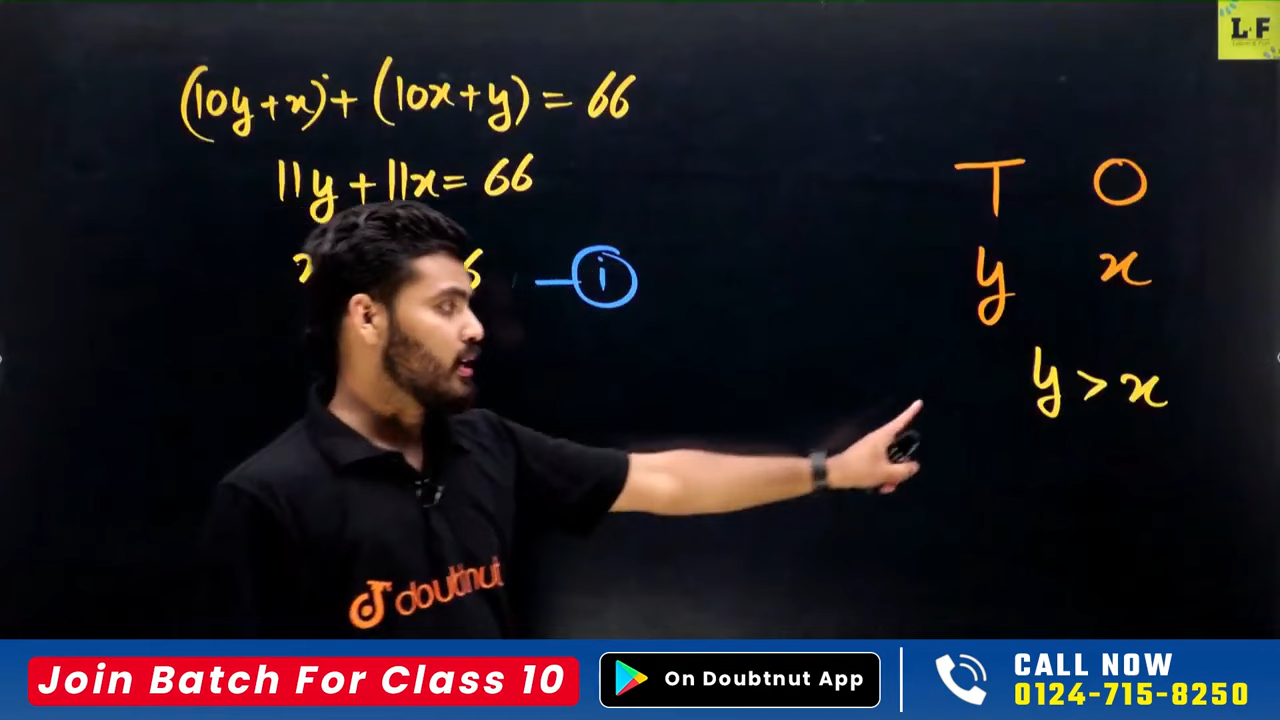 L.F
(10y+x)+(10x+y) = 66
11y + 11x = 66
6 — i
T O
y x
y > x
doubtnut
Join Batch For Class 10
On Doubtnut App
CALL NOW
0124-715-8250